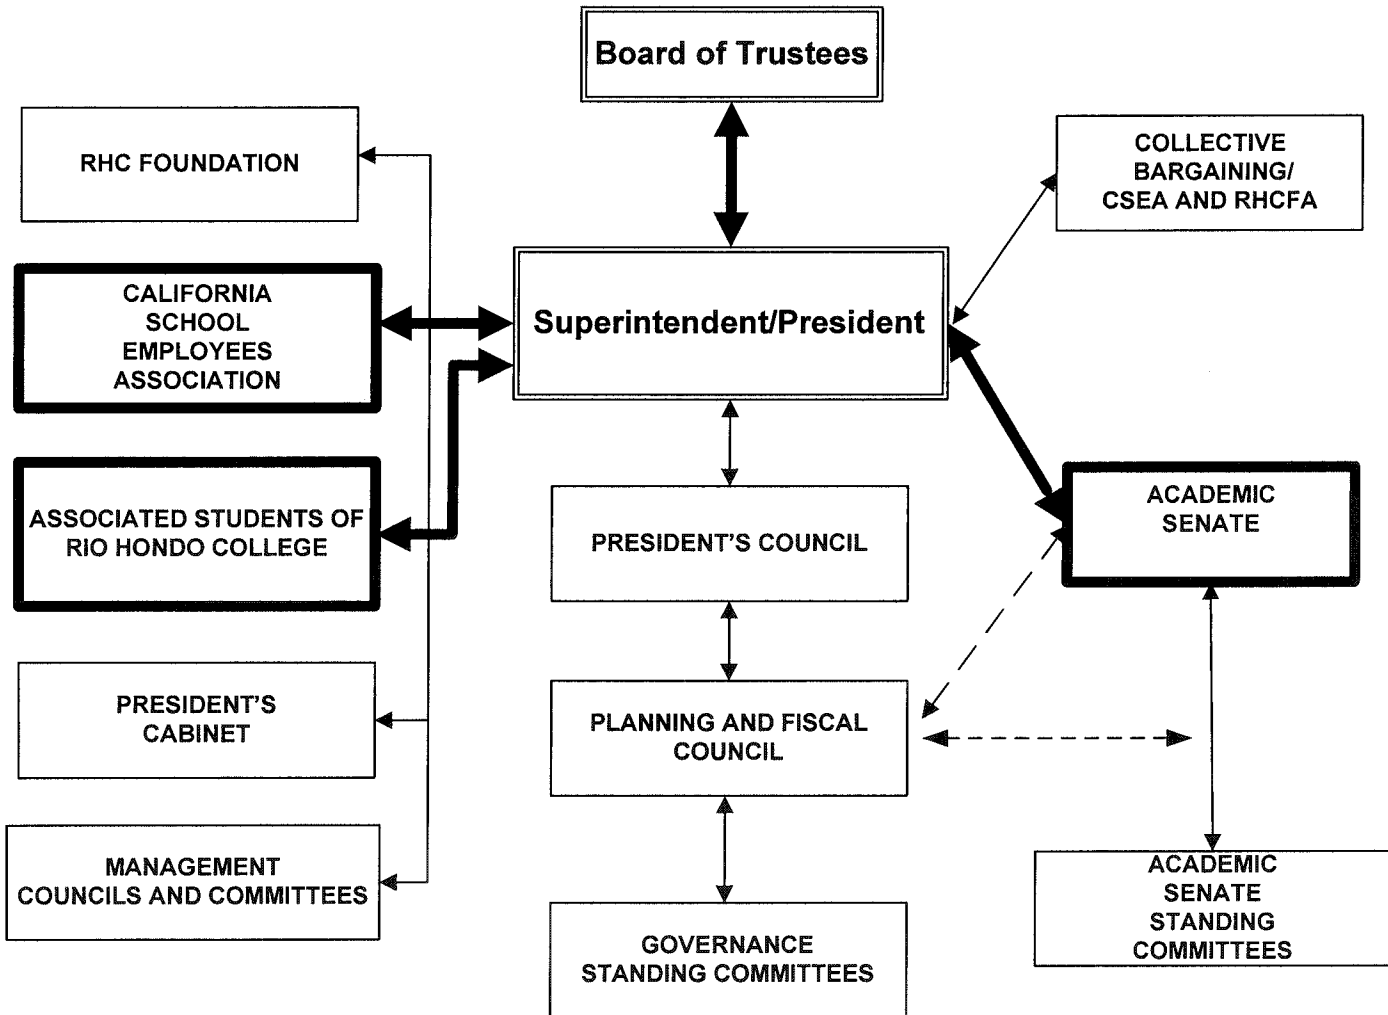 Board of Trustees
RHC FOUNDATION
COLLECTIVE
BARGAINING/
CSEA AND RHCFA
CALIFORNIA
SCHOOL
EMPLOYEES
ASSOCIATION
Superintendent/President
ASSOCIATED STUDENTS OF
RIO HONDO COLLEGE
PRESIDENT'S COUNCIL
ACADEMIC
SENATE
PRESIDENT'S
CABINET
PLANNING AND FISCAL
COUNCIL
MANAGEMENT
COUNCILS AND COMMITTEES
GOVERNANCE
STANDING COMMITTEES
ACADEMIC
SENATE
STANDING
COMMITTEES